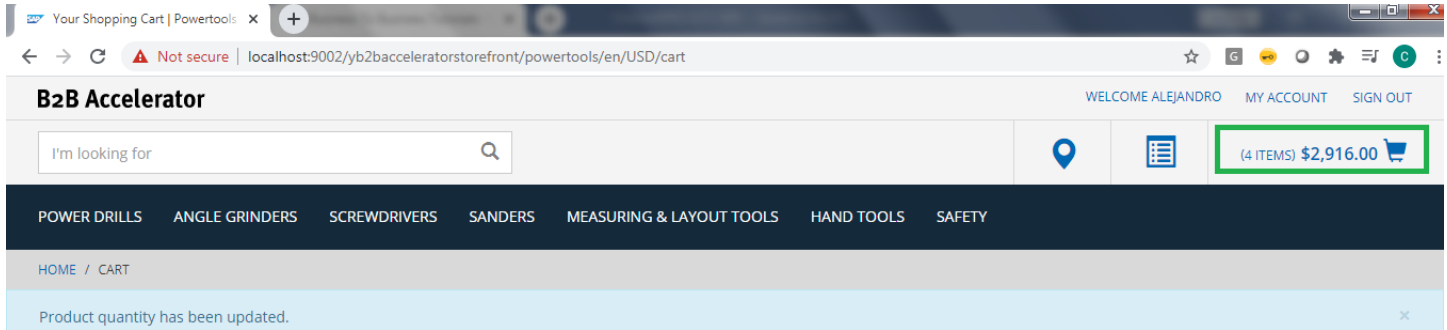 SAP Your Shopping Cart | Powertools
Not secure | localhost:9002/yb2bacceleratorstorefront/powertools/en/USD/cart
G
C
B2B Accelerator
WELCOME ALEJANDRO MY ACCOUNT SIGN OUT
I'm looking for
(4 ITEMS) $2,916.00
POWER DRILLS ANGLE GRINDERS SCREWDRIVERS SANDERS MEASURING & LAYOUT TOOLS HAND TOOLS SAFETY
HOME / CART
Product quantity has been updated.